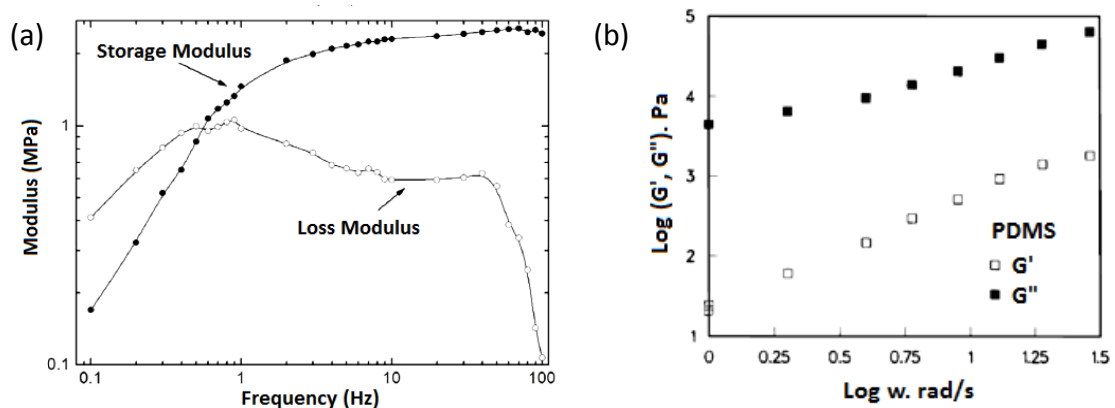 (a)
Storage Modulus
Loss Modulus
Modulus (MPa)
1
0.1
0.1
1
10
100
Frequency (Hz)
(b)
Log (G', G"). Pa
5
4
3
2
1
PDMS
G'
G"
0
0.25
0.5
0.75
1
1.25
1.5
Log w. rad/s